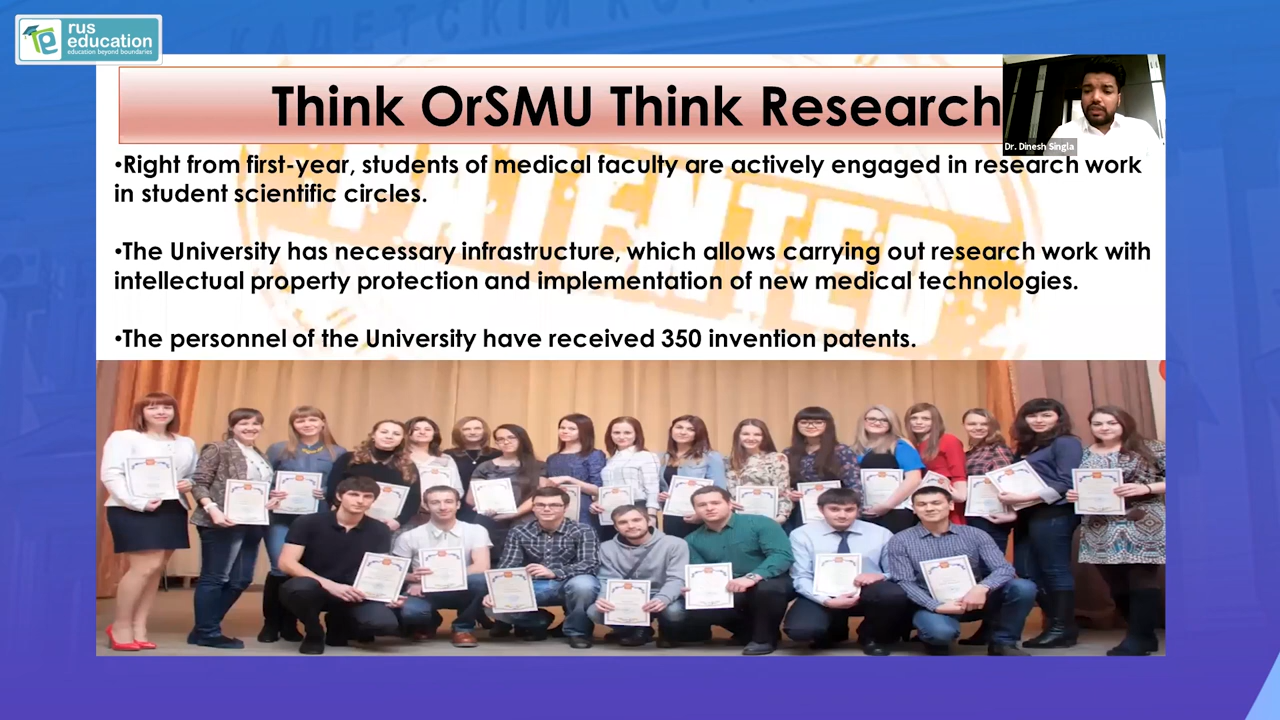 rus
education
education beyond boundaries
КАДЕТСКІЙ КО
Think OrSMU Think Research
Dr. Dinesh Singla
•Right from first-year, students of medical faculty are actively engaged in research work
in student scientific circles.
•The University has necessary infrastructure, which allows carrying out research work with
intellectual property protection and implementation of new medical technologies.
•The personnel of the University have received 350 invention patents.
PATENTED